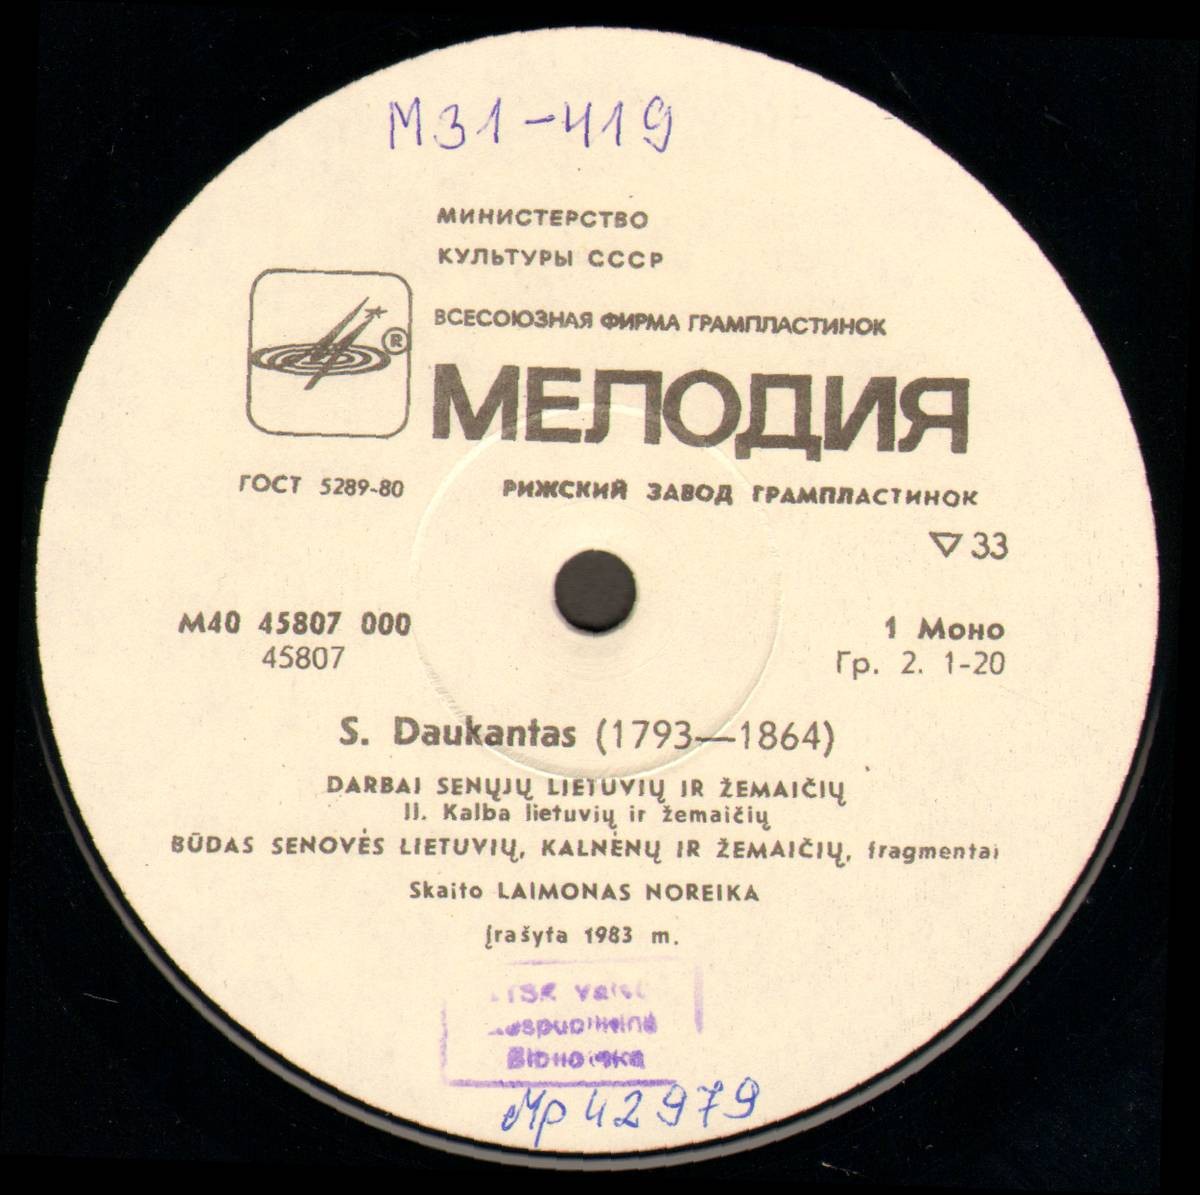 М31-419
МИНИСТЕРСТВО
КУЛЬТУРЫ СССР
ВСЕСОЮЗНАЯ ФИРМА ГРАМПЛАСТИНОК
®
МЕЛОДИЯ
ГОСТ 5289-80
РИЖСКИЙ ЗАВОД ГРАМПЛАСТИНОК
▽ 33
М40 45807 000
45807
1 Моно
Гр. 2. 1-20
S. Daukantas (1793—1864)
DARBAI SENŲJŲ LIETUVIŲ IR ŽEMAIČIŲ
II. Kalba lietuvių ir žemaičių
BŪDAS SENOVĖS LIETUVIŲ, KALNĖNŲ IR ŽEMAIČIŲ, fragmentai
Skaito LAIMONAS NOREIKA
Įrašyta 1983 m.
Мр 42979